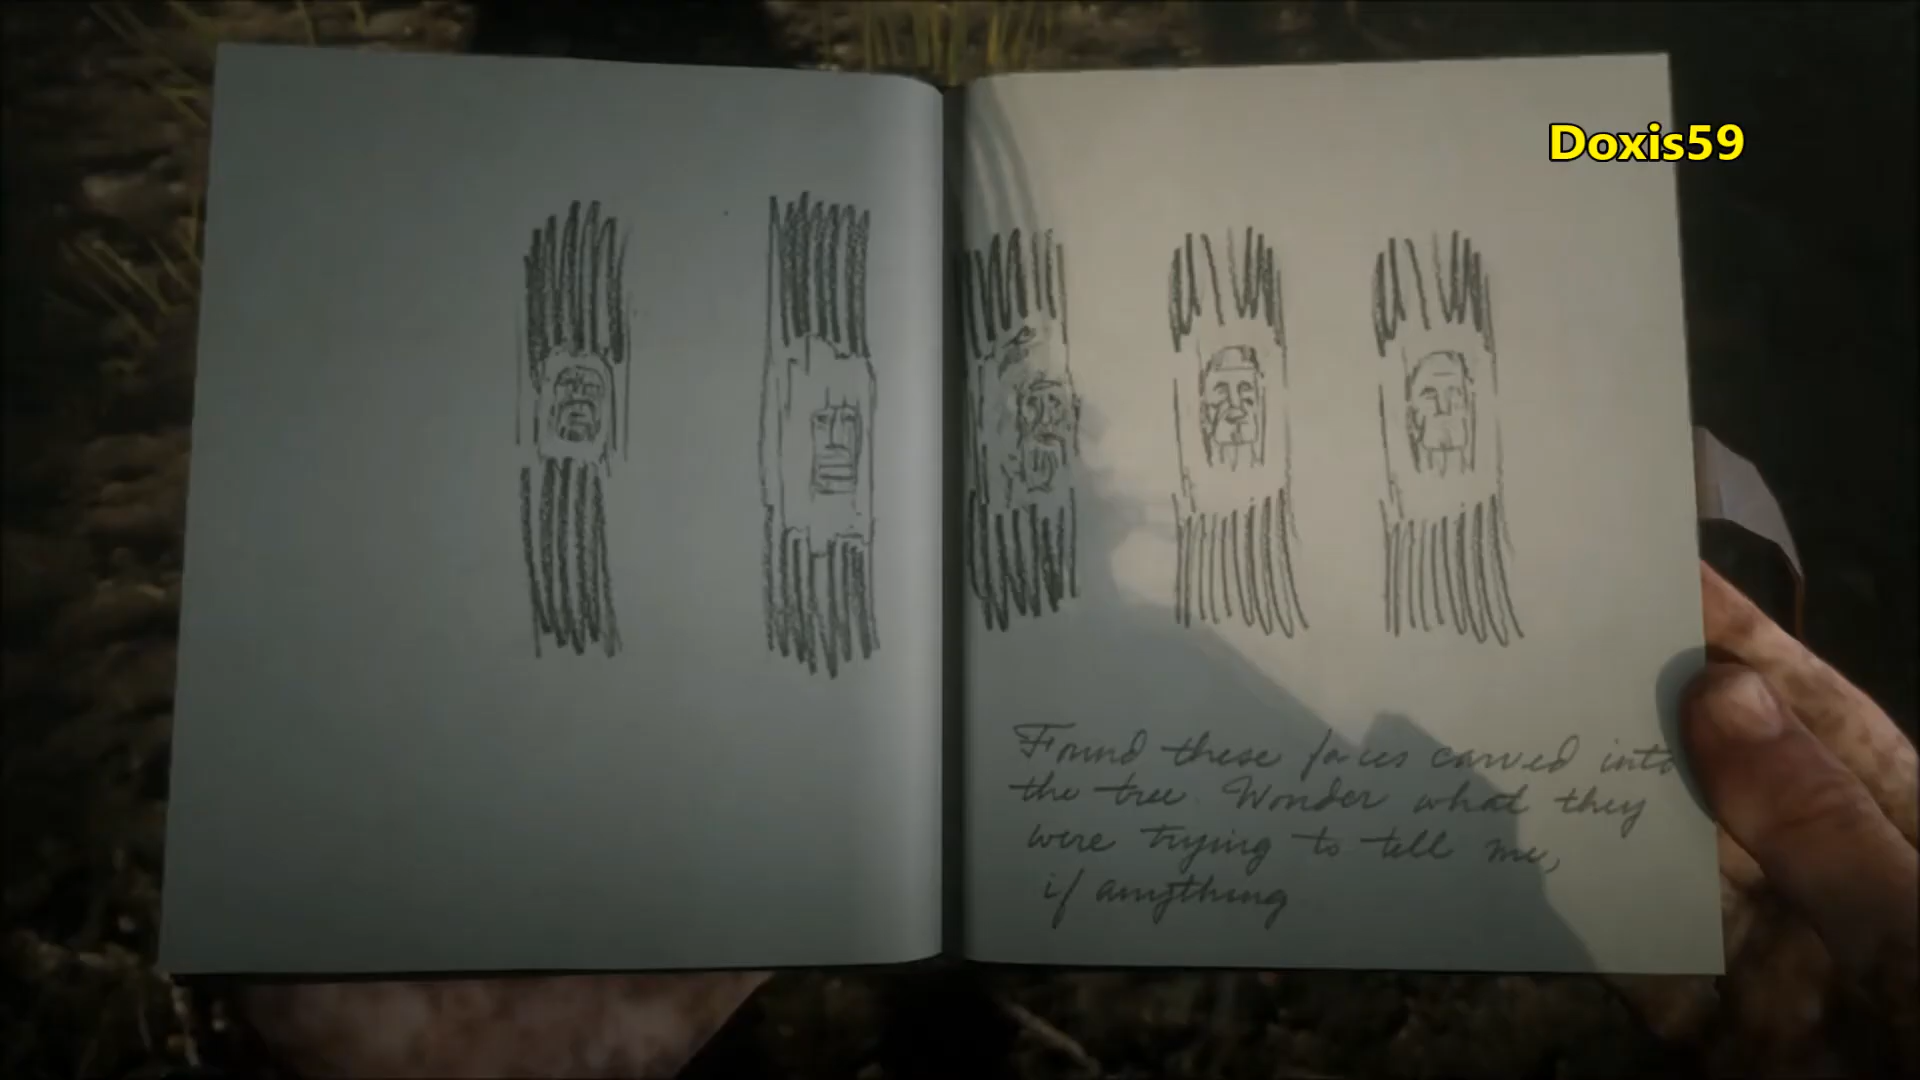 Doxis59
Found these faces carved into
the tree. Wonder what they
were trying to tell me,
if anything